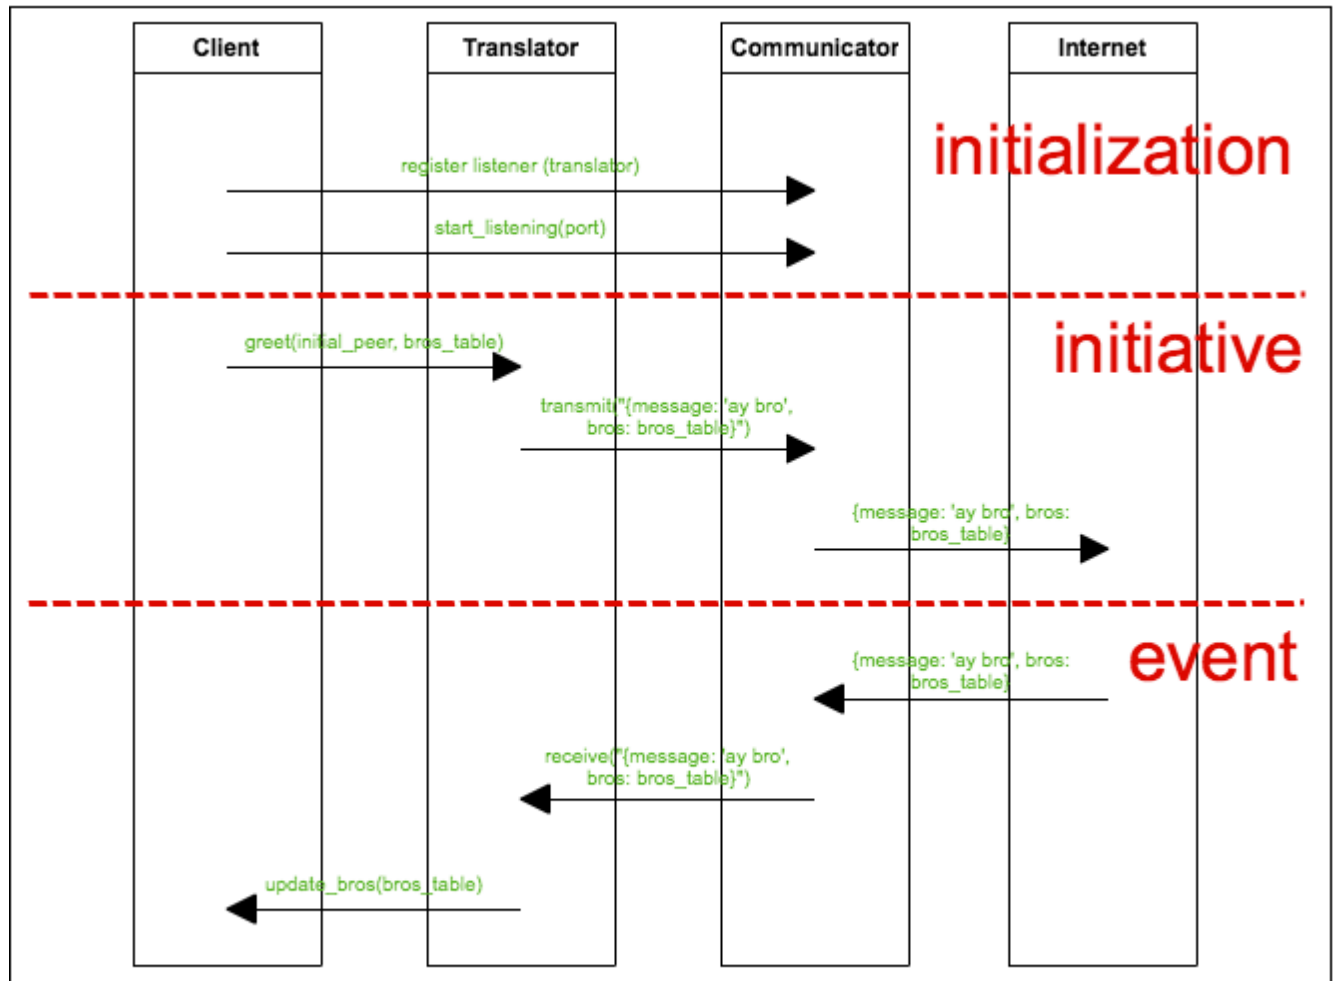 Client
Translator
Communicator
Internet
initialization
register listener (translator)
start_listening(port)
initiative
greet(initial_peer, bros_table)
transmit("{message: 'ay bro',
bros: bros_table}")
{message: 'ay bro', bros:
bros_table}
event
{message: 'ay bro', bros:
bros_table}
receive("{message: 'ay bro',
bros: bros_table}")
update_bros(bros_table)